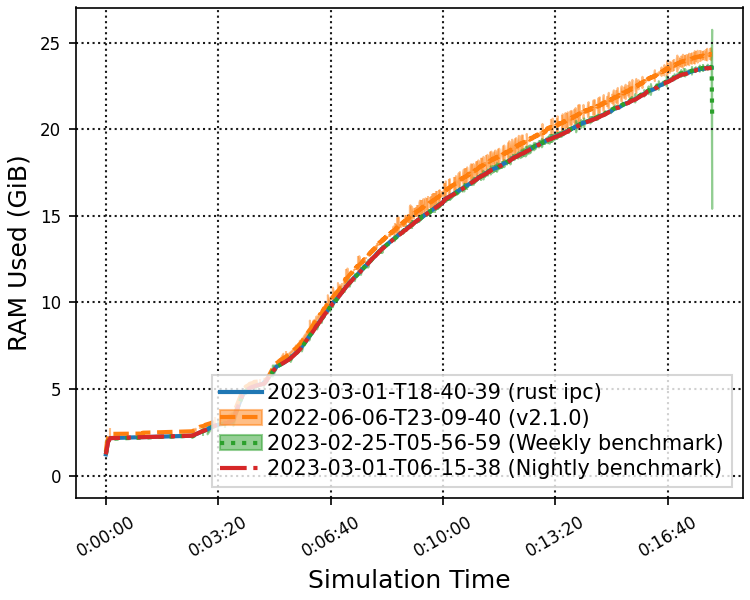 25
20
15
10
5
0
RAM Used (GiB)
2023-03-01-T18-40-39 (rust ipc)
2022-06-06-T23-09-40 (v2.1.0)
2023-02-25-T05-56-59 (Weekly benchmark)
2023-03-01-T06-15-38 (Nightly benchmark)
0:00:00
0:03:20
0:06:40
0:10:00
0:13:20
0:16:40
Simulation Time